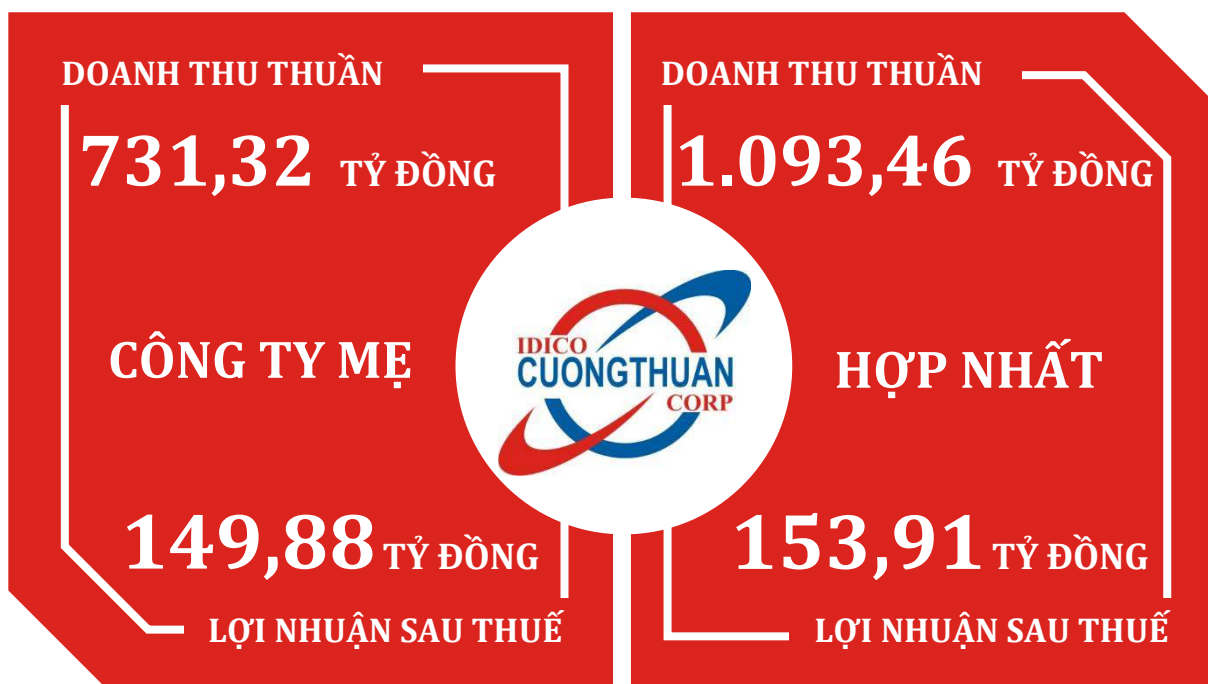 DOANH THU THUẦN
731,32 TỶ ĐỒNG
CÔNG TY MẸ
149,88 TỶ ĐỒNG
LỢI NHUẬN SAU THUẾ
IDICO
CUONGTHUAN
CORP
DOANH THU THUẦN
1.093,46 TỶ ĐỒNG
HỢP NHẤT
153,91 TỶ ĐỒNG
LỢI NHUẬN SAU THUẾ